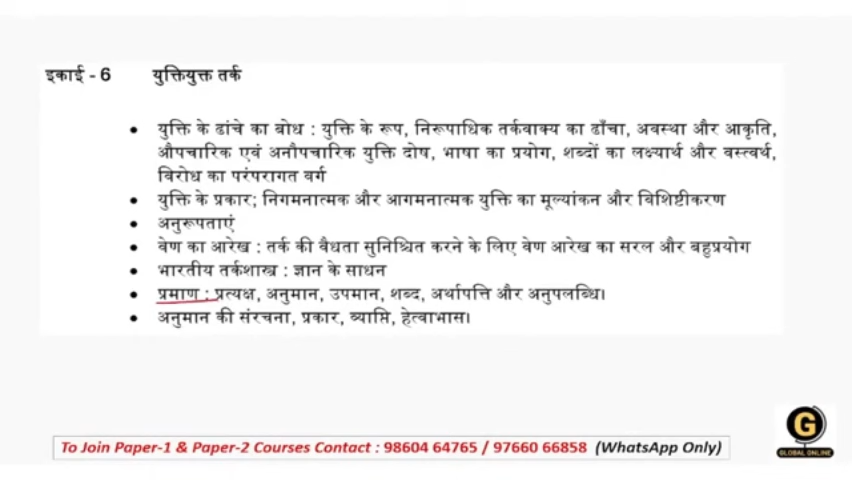 इकाई - 6 युक्तियुक्त तर्क
• युक्ति के ढांचे का बोध : युक्ति के रूप, निरूपाधिक तर्कवाक्य का ढाँचा, अवस्था और आकृति,
औपचारिक एवं अनौपचारिक युक्ति दोष, भाषा का प्रयोग, शब्दों का लक्ष्यार्थ और वस्त्वर्थ,
विरोध का परंपरागत वर्ग
• युक्ति के प्रकार; निगमनात्मक और आगमनात्मक युक्ति का मूल्यांकन और विशिष्टीकरण
• अनुरूपताएं
• वेण का आरेख : तर्क की वैधता सुनिश्चित करने के लिए वेण आरेख का सरल और बहुप्रयोग
• भारतीय तर्कशास्त्र : ज्ञान के साधन
• प्रमाण : प्रत्यक्ष, अनुमान, उपमान, शब्द, अर्थापत्ति और अनुपलब्धि।
• अनुमान की संरचना, प्रकार, व्याप्ति, हेत्वाभास।
To Join Paper-1 & Paper-2 Courses Contact : 98604 64765 / 97660 66858 (WhatsApp Only)
G
GLOBAL ONLINE